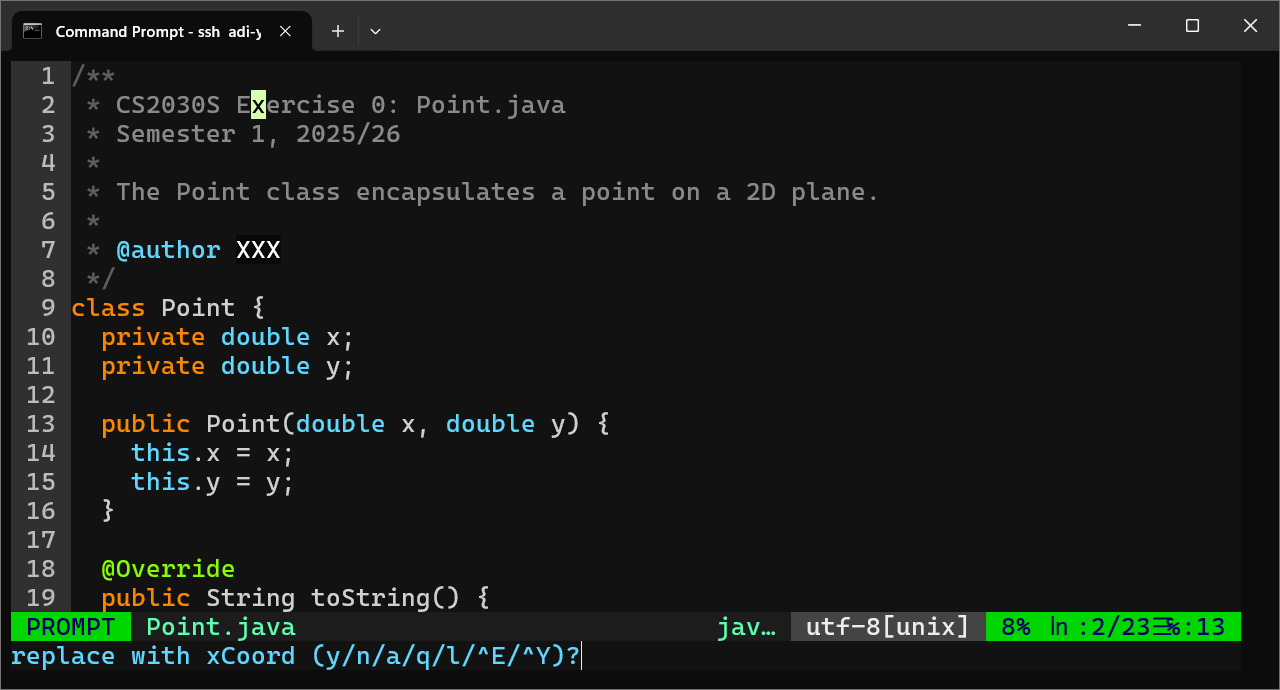 Command Prompt - ssh adi-y
1 /**
2  * CS2030S Exercise 0: Point.java
3  * Semester 1, 2025/26
4  *
5  * The Point class encapsulates a point on a 2D plane.
6  *
7  * @author XXX
8  */
9 class Point {
10   private double x;
11   private double y;
12
13   public Point(double x, double y) {
14     this.x = x;
15     this.y = y;
16   }
17
18   @Override
19   public String toString() {
PROMPT Point.java jav… utf-8[unix] 8% ln :2/23☰%:13
replace with xCoord (y/n/a/q/l/^E/^Y)?